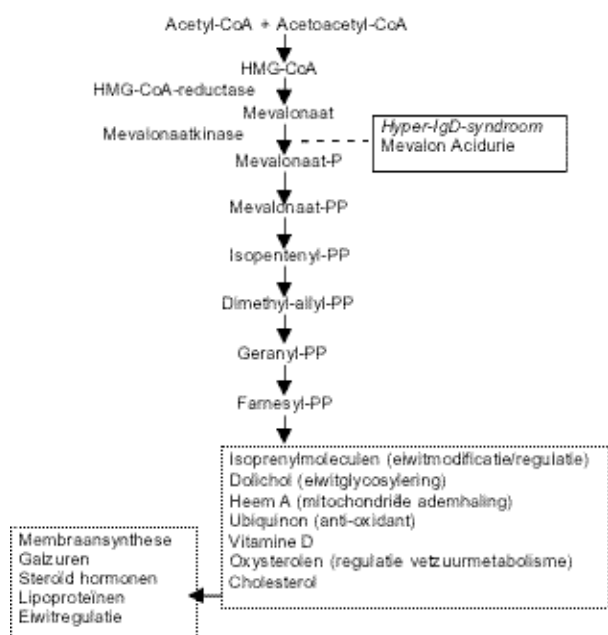 Acetyl-CoA + Acetoacetyl-CoA
HMG-CoA
HMG-CoA-reductase
Mevalonaat
Mevalonaatkinase
Hyper-IgD-syndroom
Mevalon Acidurie
Mevalonaat-P
Mevalonaat-PP
Isopentenyl-PP
Dimethyl-allyl-PP
Geranyl-PP
Farnesyl-PP
Isoprenylmoleculen (eiwitmodificatie/regulatie)
Dolichol (eiwitglycosylering)
Heem A (mitochondriële ademhaling)
Ubiquinon (anti-oxidant)
Vitamine D
Oxysterolen (regulatie vetzuurmetabolisme)
Cholesterol
Membraansynthese
Galzuren
Steroïd hormonen
Lipoproteïnen
Eiwitregulatie